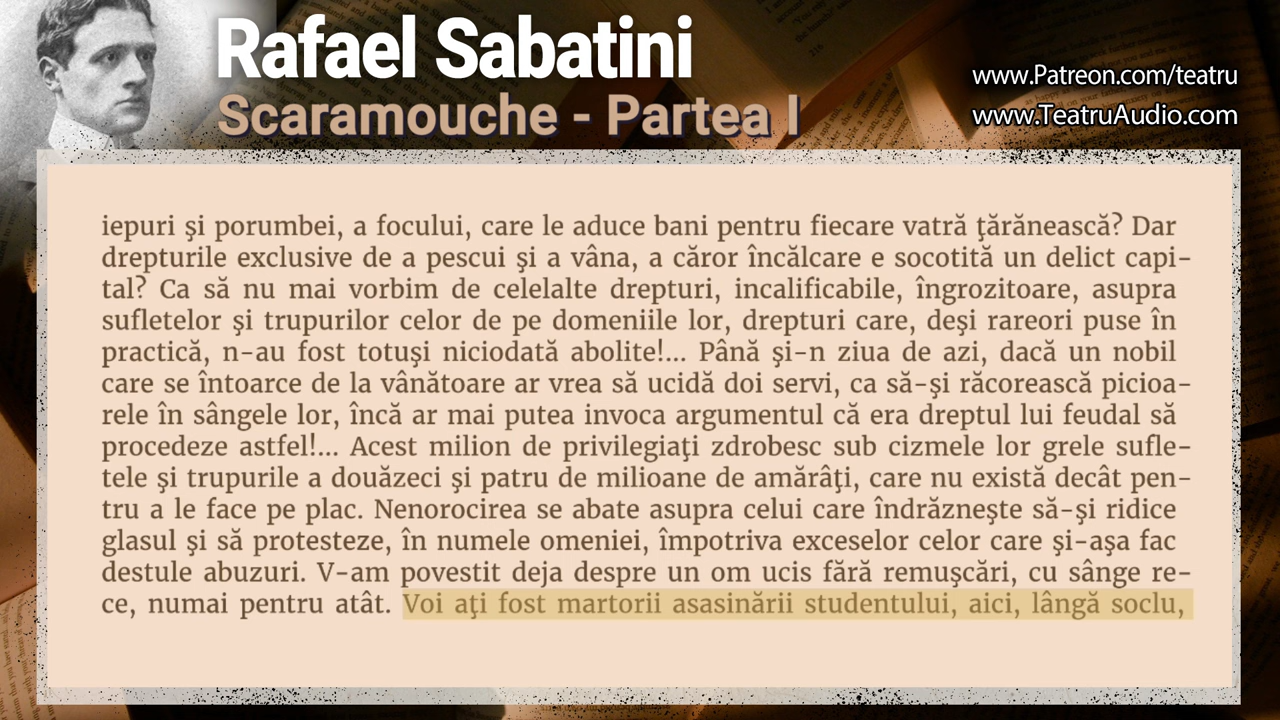 Rafael Sabatini
Scaramouche - Partea I
www.Patreon.com/teatru
www.TeatruAudio.com
iepuri şi porumbei, a focului, care le aduce bani pentru fiecare vatră ţărănească? Dar
drepturile exclusive de a pescui şi a vâna, a căror încălcare e socotită un delict capi-
tal? Ca să nu mai vorbim de celelalte drepturi, incalificabile, îngrozitoare, asupra
sufletelor şi trupurilor celor de pe domeniile lor, drepturi care, deşi rareori puse în
practică, n-au fost totuşi niciodată abolite!... Până şi-n ziua de azi, dacă un nobil
care se întoarce de la vânătoare ar vrea să ucidă doi servi, ca să-şi răcorească picioa-
rele în sângele lor, încă ar mai putea invoca argumentul că era dreptul lui feudal să
procedeze astfel!... Acest milion de privilegiaţi zdrobesc sub cizmele lor grele sufle-
tele şi trupurile a douăzeci şi patru de milioane de amărâţi, care nu există decât pen-
tru a le face pe plac. Nenorocirea se abate asupra celui care îndrăzneşte să-şi ridice
glasul şi să protesteze, în numele omeniei, împotriva exceselor celor care şi-aşa fac
destule abuzuri. V-am povestit deja despre un om ucis fără remuşcări, cu sânge re-
ce, numai pentru atât. Voi aţi fost martorii asasinării studentului, aici, lângă soclu,